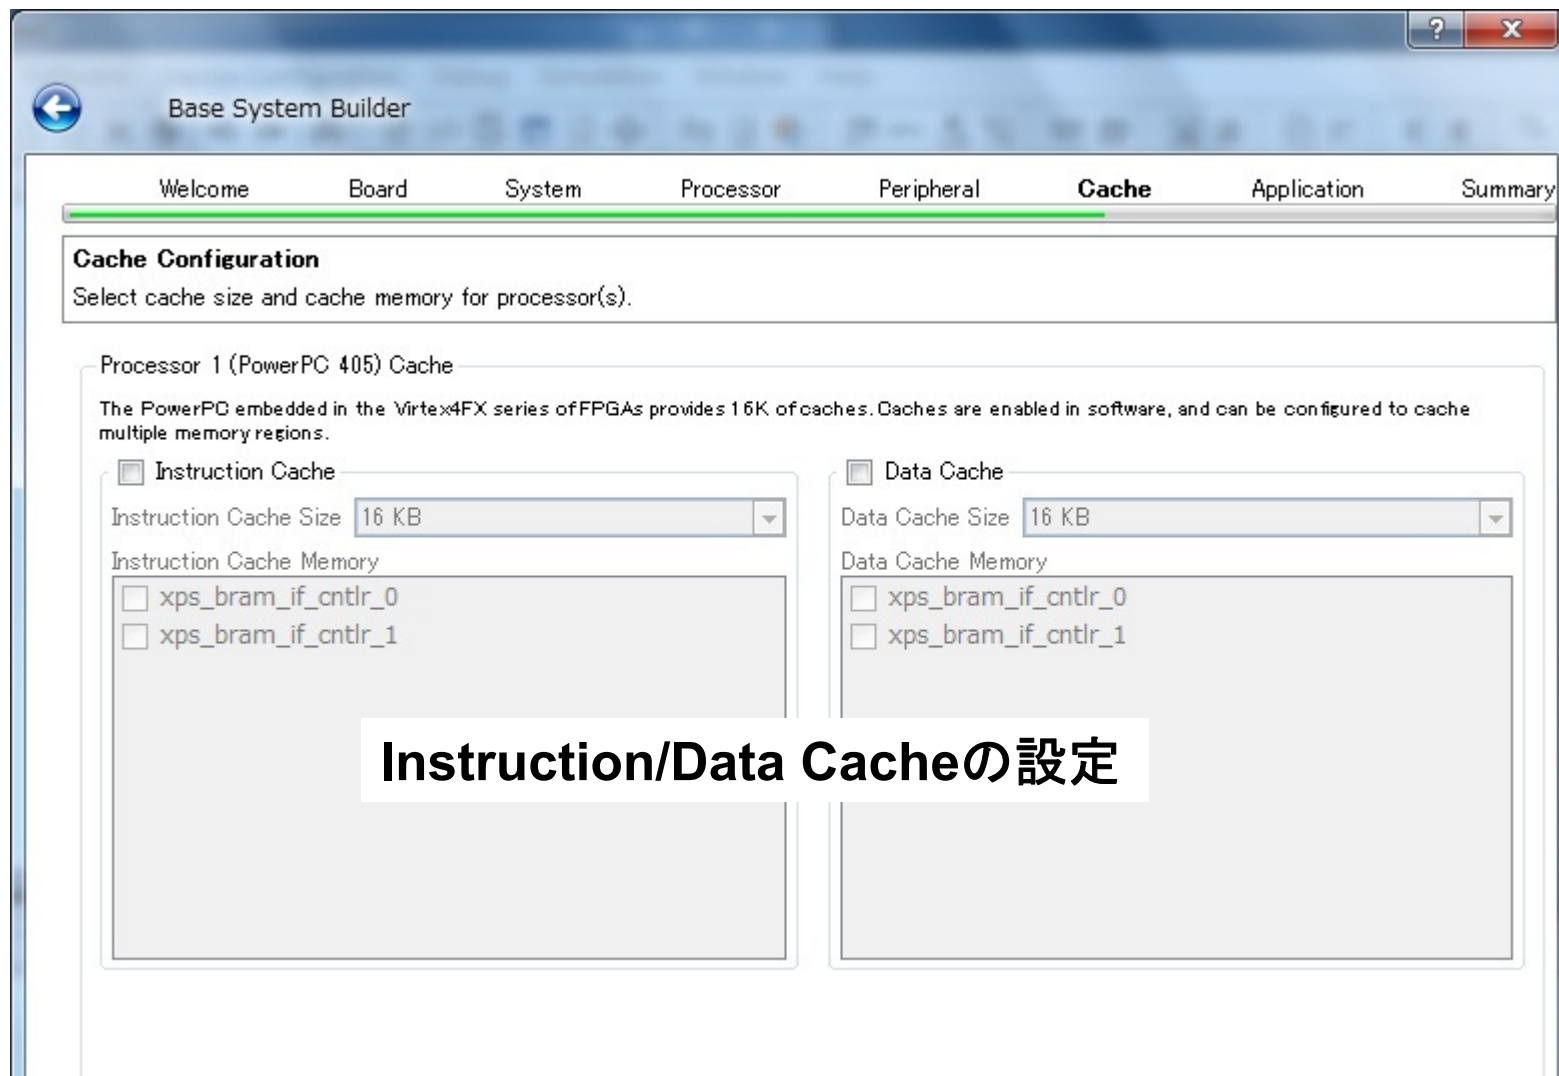 ?
X
Base System Builder
Welcome Board System Processor Peripheral Cache Application Summary
Cache Configuration
Select cache size and cache memory for processor(s).
Processor 1 (PowerPC 405) Cache
The PowerPC embedded in the Virtex4FX series of FPGAs provides 16K of caches. Caches are enabled in software, and can be configured to cache
multiple memory regions.
Instruction Cache
Instruction Cache Size 16 KB
Instruction Cache Memory
xps_bram_if_cntlr_0
xps_bram_if_cntlr_1
Data Cache
Data Cache Size 16 KB
Data Cache Memory
xps_bram_if_cntlr_0
xps_bram_if_cntlr_1
Instruction/Data Cacheの設定